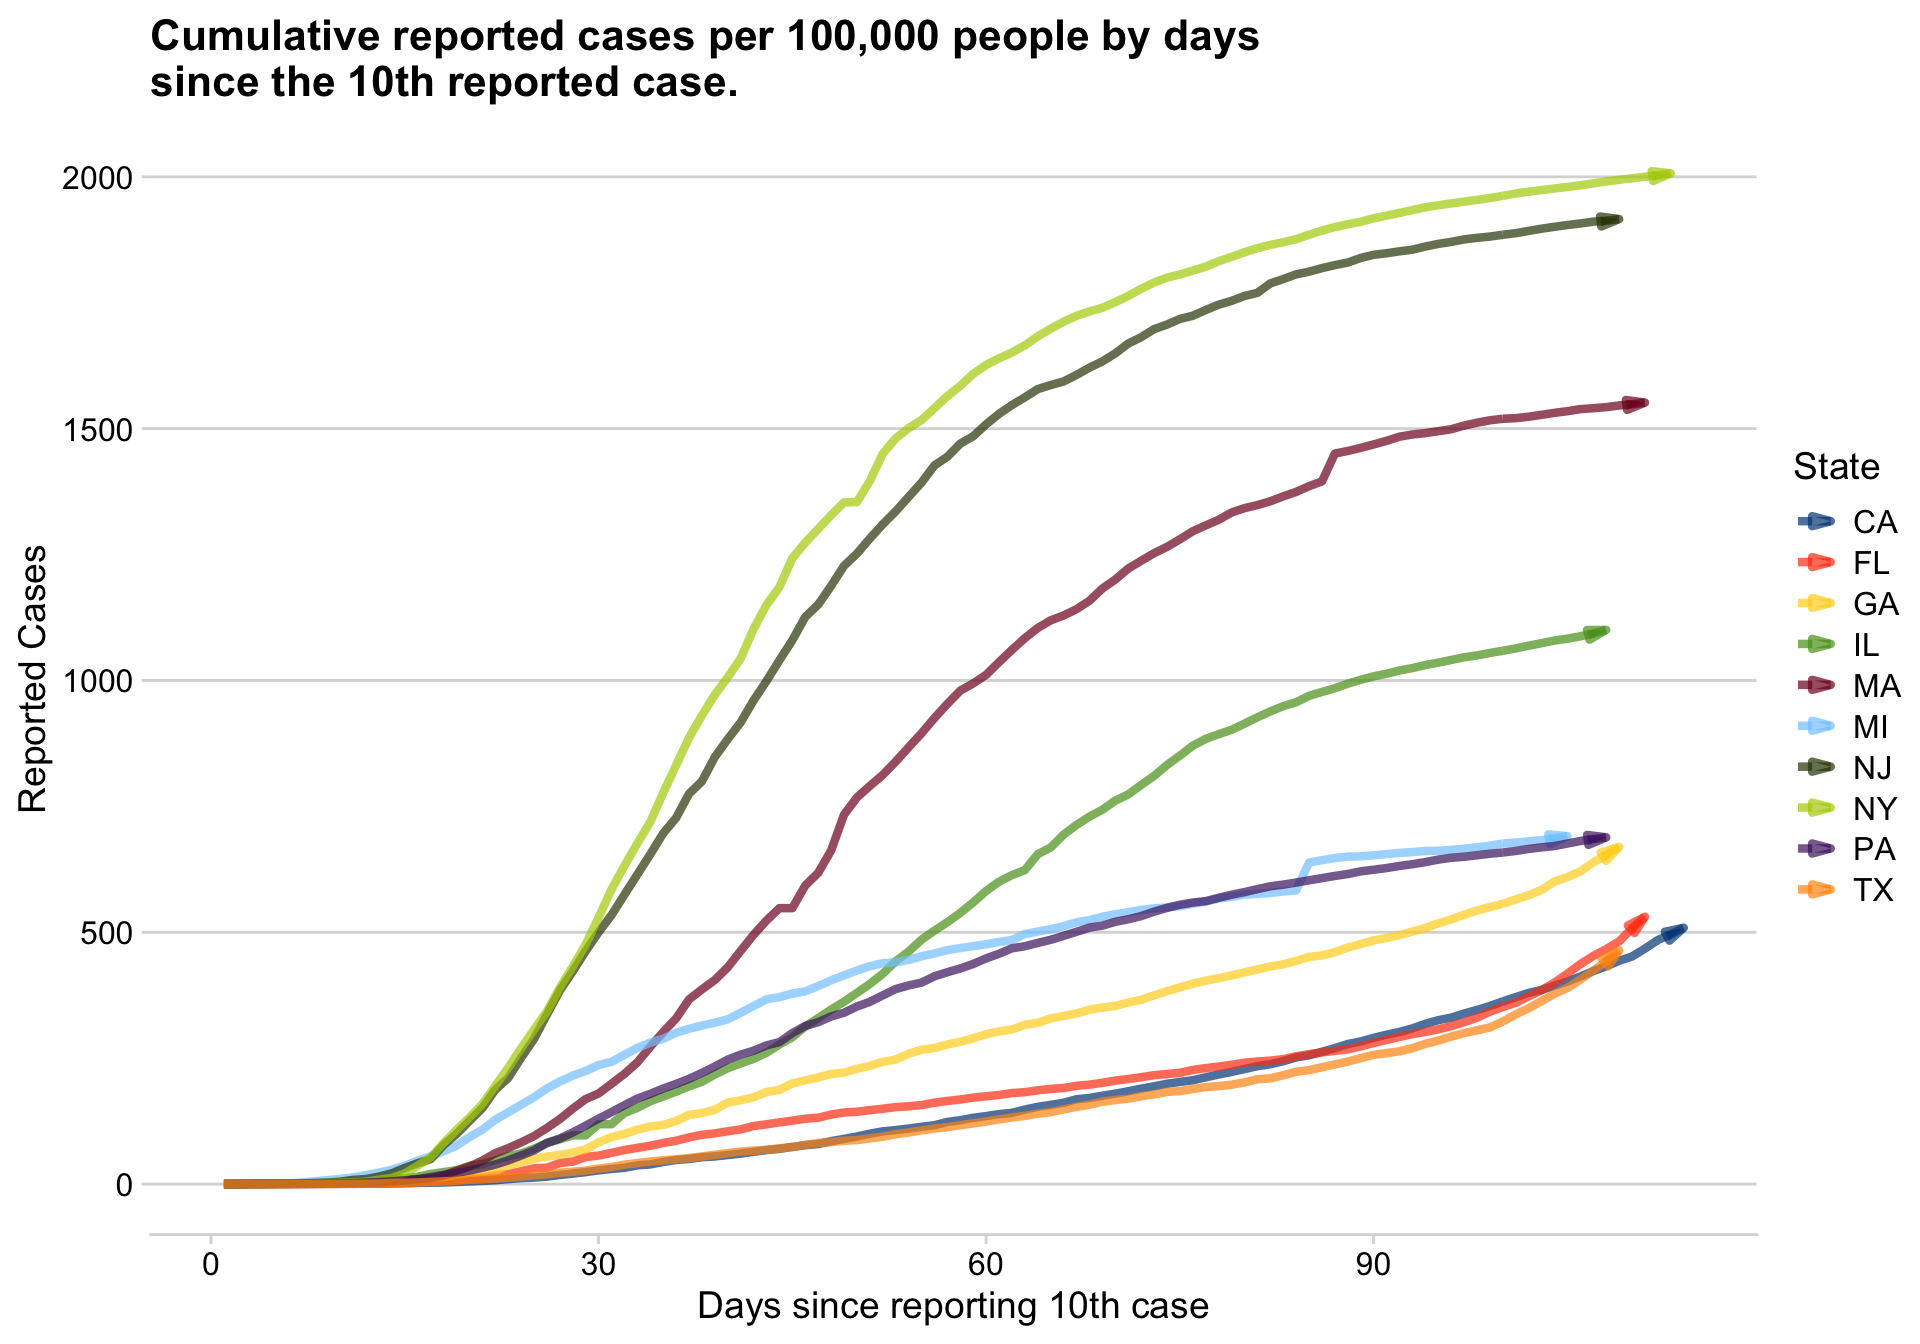 Cumulative reported cases per 100,000 people by days
since the 10th reported case.
2000
1500
1000
500
0
Reported Cases
0 30 60 90
Days since reporting 10th case
State
CA
FL
GA
IL
MA
MI
NJ
NY
PA
TX